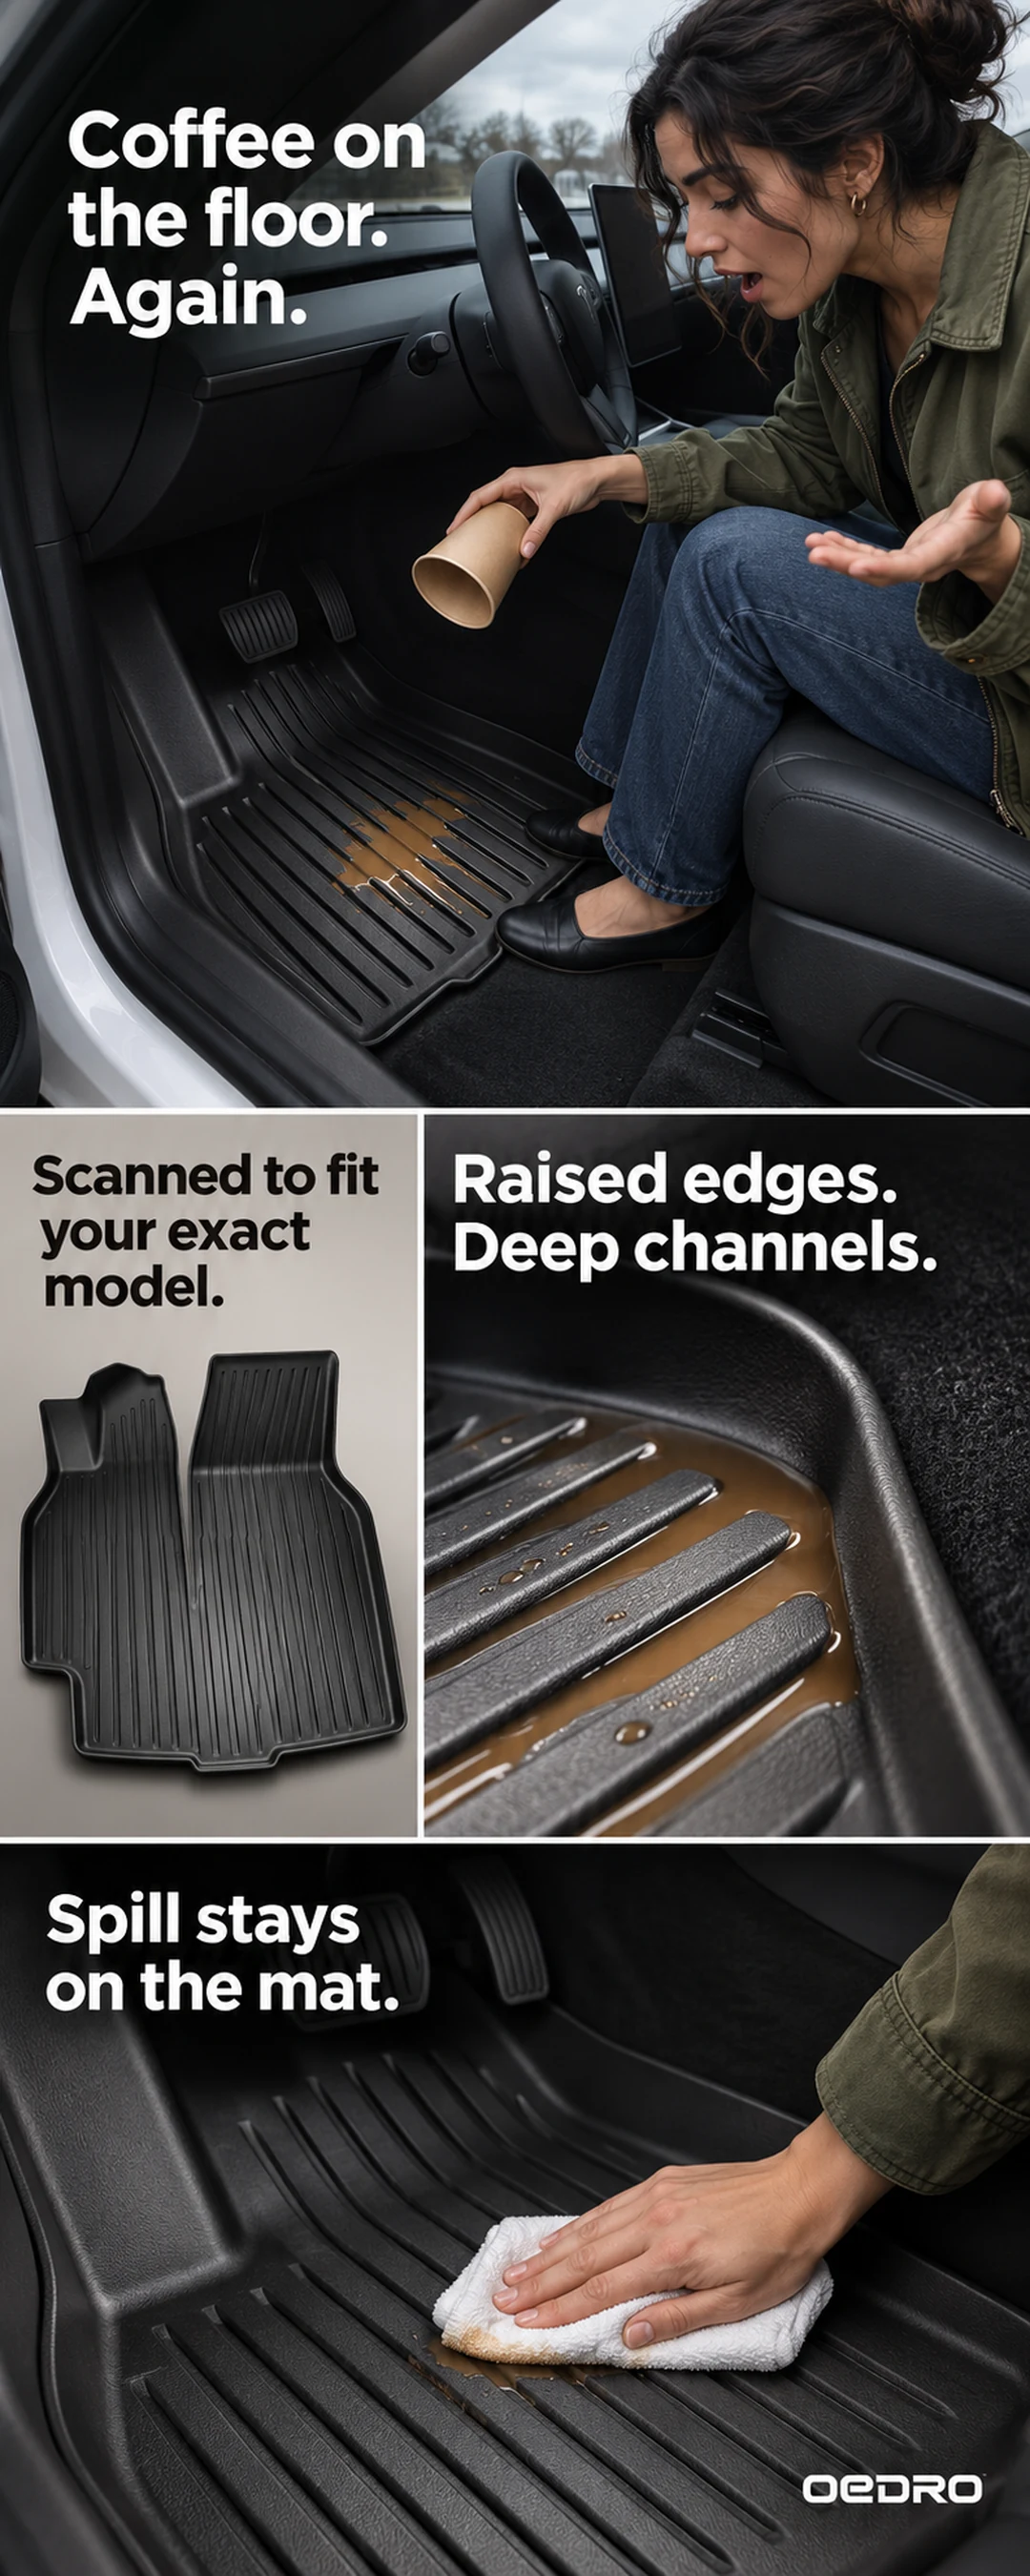 Coffee on
the floor.
Again.
Scanned to fit
your exact
model.
Raised edges.
Deep channels.
Spill stays
on the mat.
OEDRO